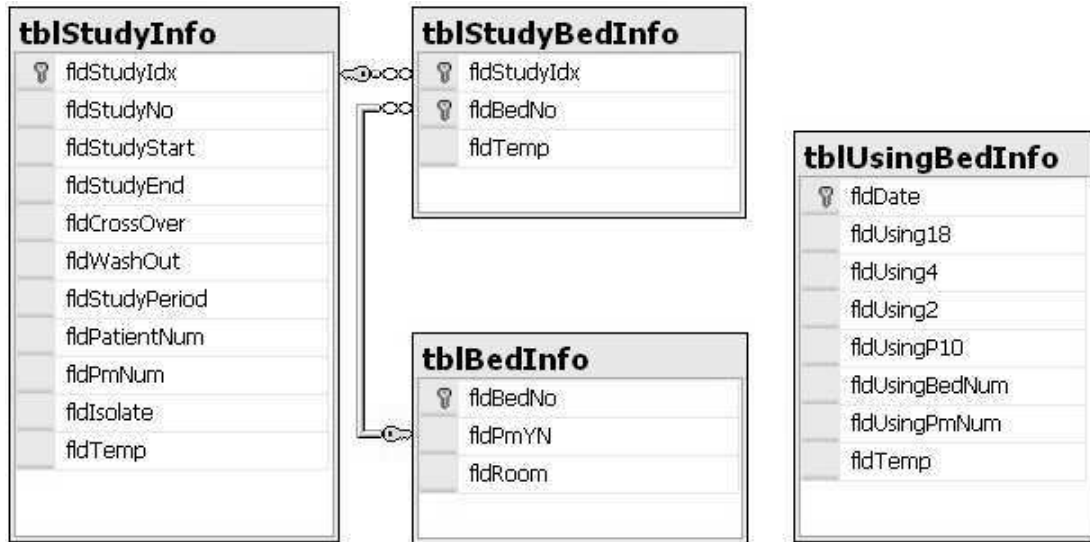 tblStudyInfo
fldStudyIdx
fldStudyNo
fldStudyStart
fldStudyEnd
fldCrossOver
fldWashOut
fldStudyPeriod
fldPatientNum
fldPmNum
fldIsolate
fldTemp
tblStudyBedInfo
fldStudyIdx
fldBedNo
fldTemp
tblBedInfo
fldBedNo
fldPmYN
fldRoom
tblUsingBedInfo
fldDate
fldUsing18
fldUsing4
fldUsing2
fldUsingP10
fldUsingBedNum
fldUsingPmNum
fldTemp